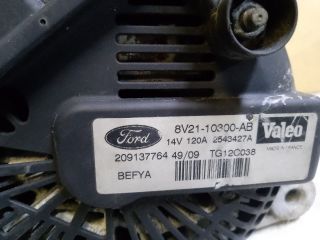 Ford 8V21-10300-AB Valeo
14V 120A 2543427A MADE IN FRANCE
209137764 49/09 TG12C038
BEFYA